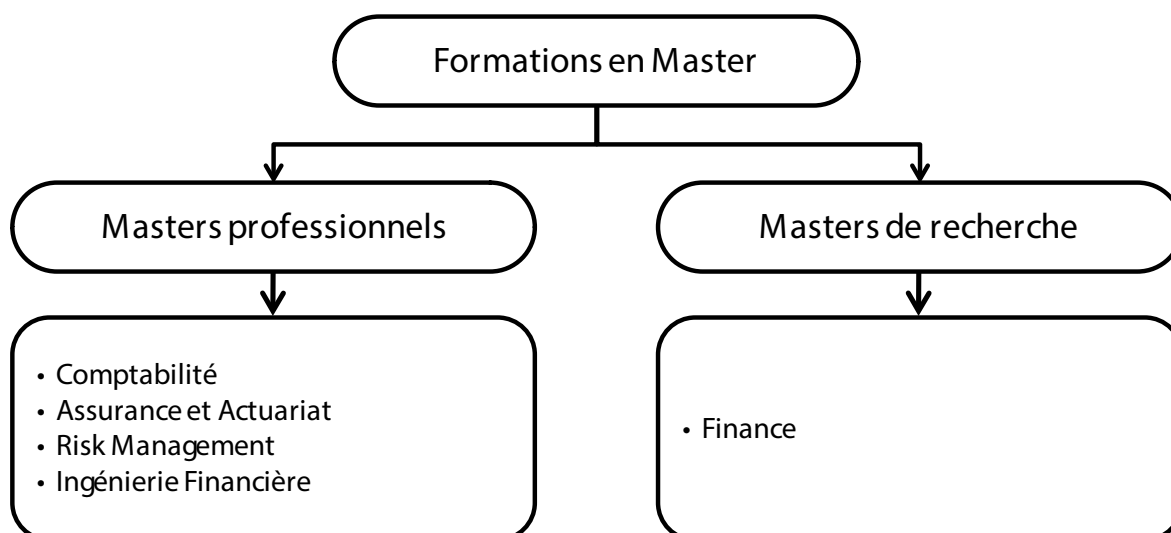 Formations en Master
Masters professionnels
Masters de recherche
• Comptabilité
• Assurance et Actuariat
• Risk Management
• Ingénierie Financière
• Finance